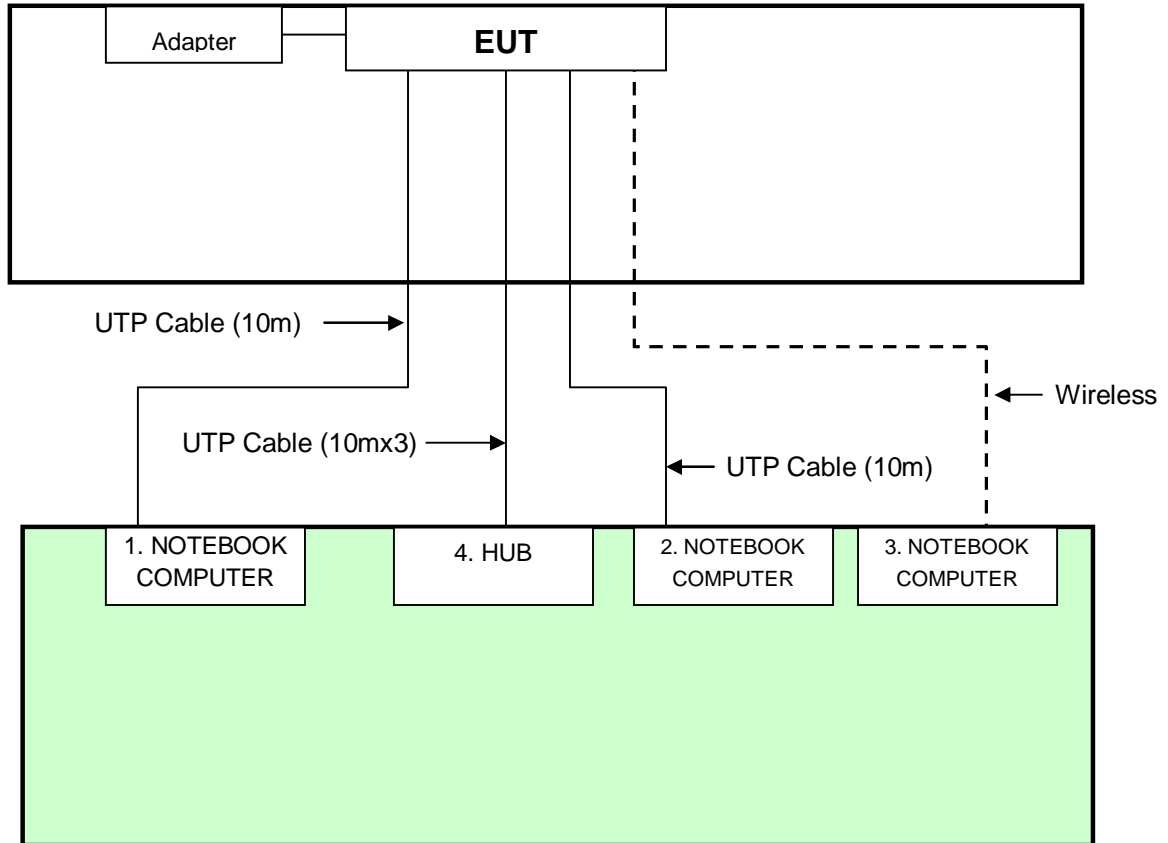 Adapter
EUT
UTP Cable (10m)
Wireless
UTP Cable (10mx3)
UTP Cable (10m)
1. NOTEBOOK
COMPUTER
4. HUB
2. NOTEBOOK
COMPUTER
3. NOTEBOOK
COMPUTER